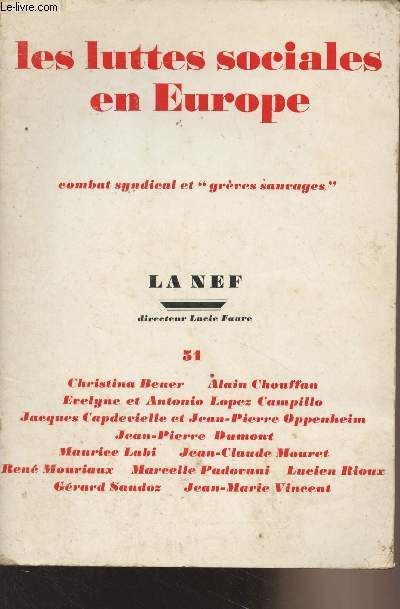 © Le-Livre.com
les luttes sociales
en Europe
combat syndical et "grèves sauvages"
LA NEF
directeur Lucie Faure
51
Christina Beuer Alain Chouffan
Evelyne et Antonio Lopez Campillo
Jacques Capdevielle et Jean-Pierre Oppenheim
Jean-Pierre Dumont
Maurice Labi Jean-Claude Mouret
René Mouriaux Marcelle Padovani Lucien Rioux
Gérard Sandoz Jean-Marie Vincent